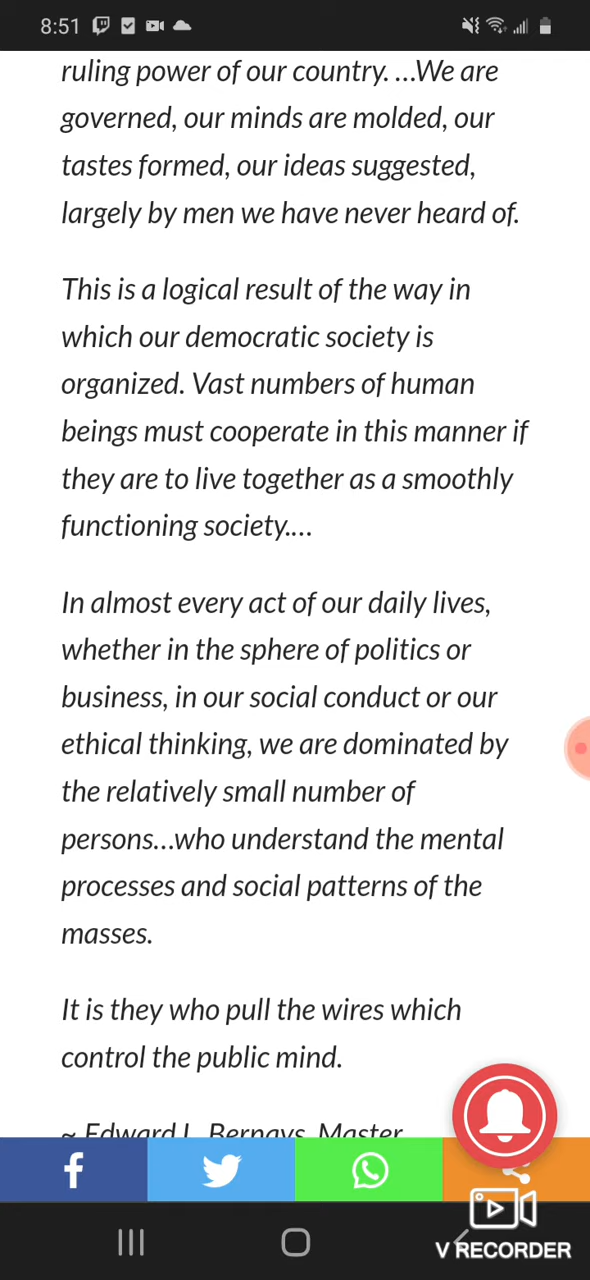 8:51
ruling power of our country. ...We are
governed, our minds are molded, our
tastes formed, our ideas suggested,
largely by men we have never heard of.
This is a logical result of the way in
which our democratic society is
organized. Vast numbers of human
beings must cooperate in this manner if
they are to live together as a smoothly
functioning society....
In almost every act of our daily lives,
whether in the sphere of politics or
business, in our social conduct or our
ethical thinking, we are dominated by
the relatively small number of
persons...who understand the mental
processes and social patterns of the
masses.
It is they who pull the wires which
control the public mind.
~ Edward L. Bernays, Master
V RECORDER